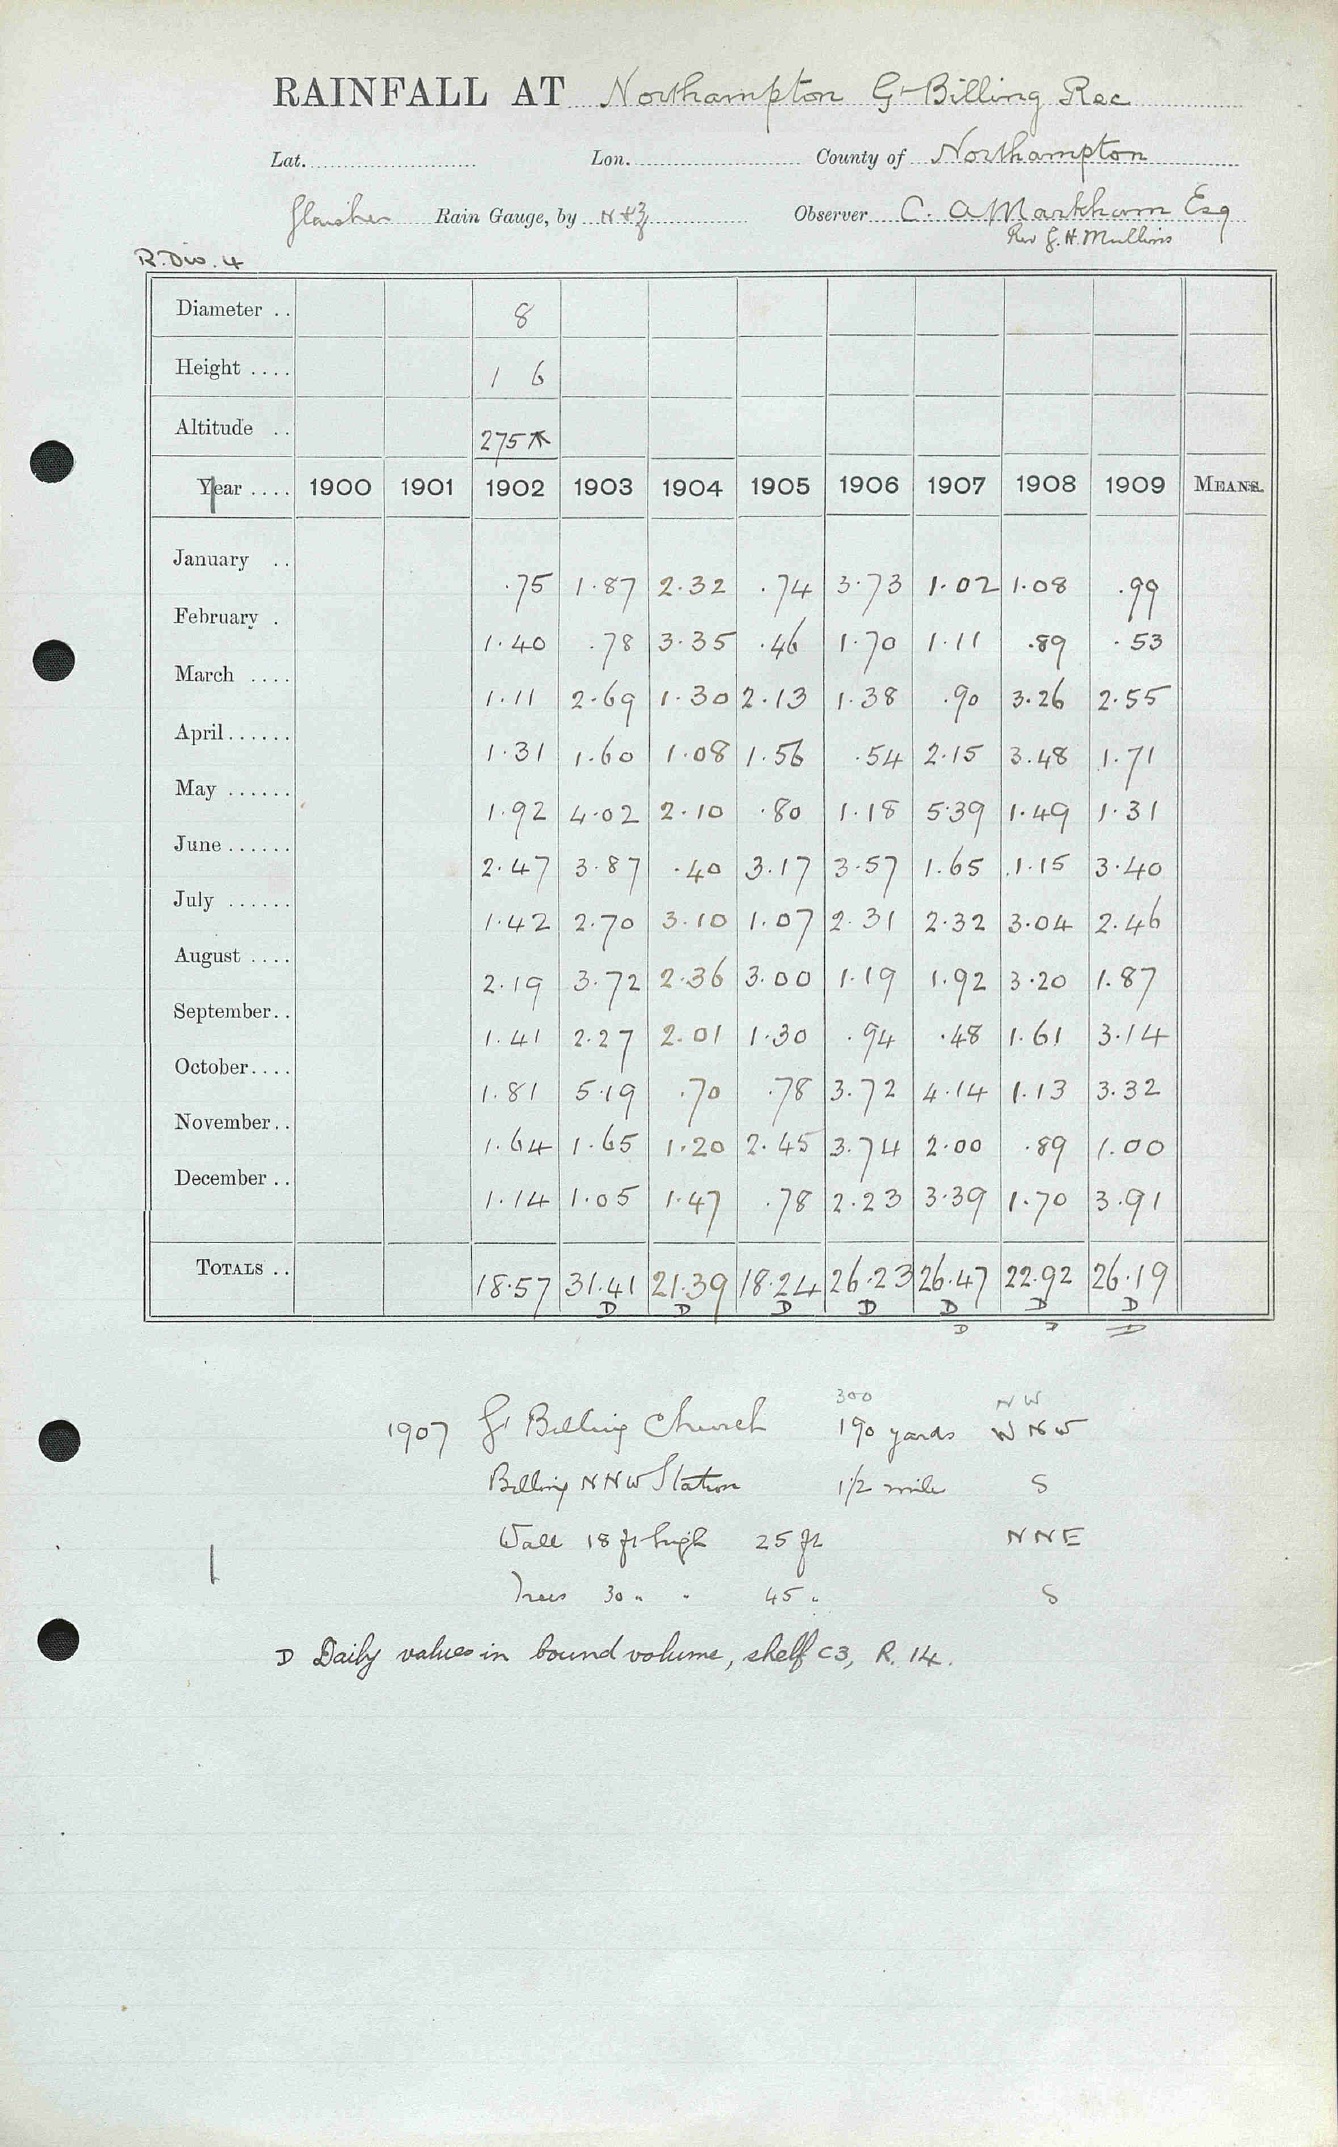 RAINFALL AT Northampton Gt Billing Rec
Lat. Lon. County of Northampton
Glaisher Rain Gauge, by N & Z Observer C. A Markham Esq
Rev G. H. Mullins
R. Div. 4
Diameter .. 8
Height .... 1 6
Altitude .. 275
Year .... 1900 1901 1902 1903 1904 1905 1906 1907 1908 1909 MEANS.
January .. .75 1.87 2.32 .74 3.73 1.02 1.08 .99
February . 1.40 .78 3.35 .46 1.70 1.11 .89 .53
March .... 1.11 2.69 1.30 2.13 1.38 .90 3.26 2.55
April...... 1.31 1.60 1.08 1.56 .54 2.15 3.48 1.71
May ...... 1.92 4.02 2.10 .80 1.18 5.39 1.49 1.31
June ...... 2.47 3.87 .40 3.17 3.57 1.65 1.15 3.40
July ...... 1.42 2.70 3.10 1.07 2.31 2.32 3.04 2.46
August .... 2.19 3.72 2.36 3.00 1.19 1.92 3.20 1.87
September.. 1.41 2.27 2.01 1.30 .94 .48 1.61 3.14
October.... 1.81 5.19 .70 .78 3.72 4.14 1.13 3.32
November.. 1.64 1.65 1.20 2.45 3.74 2.00 .89 1.00
December .. 1.14 1.05 1.47 .78 2.23 3.39 1.70 3.91
TOTALS .. 18.57 31.41 21.39 18.24 26.23 26.47 22.92 26.19
D D D D D D D
D D D
300 NW
1907 Gt Billing Church 190 yards WNW
Billing NNW Station 1/2 mile S
Wall 18 ft high 25 ft NNE
Trees 30 " " 45 " S
D Daily values in bound volume, shelf C3, R. 14.